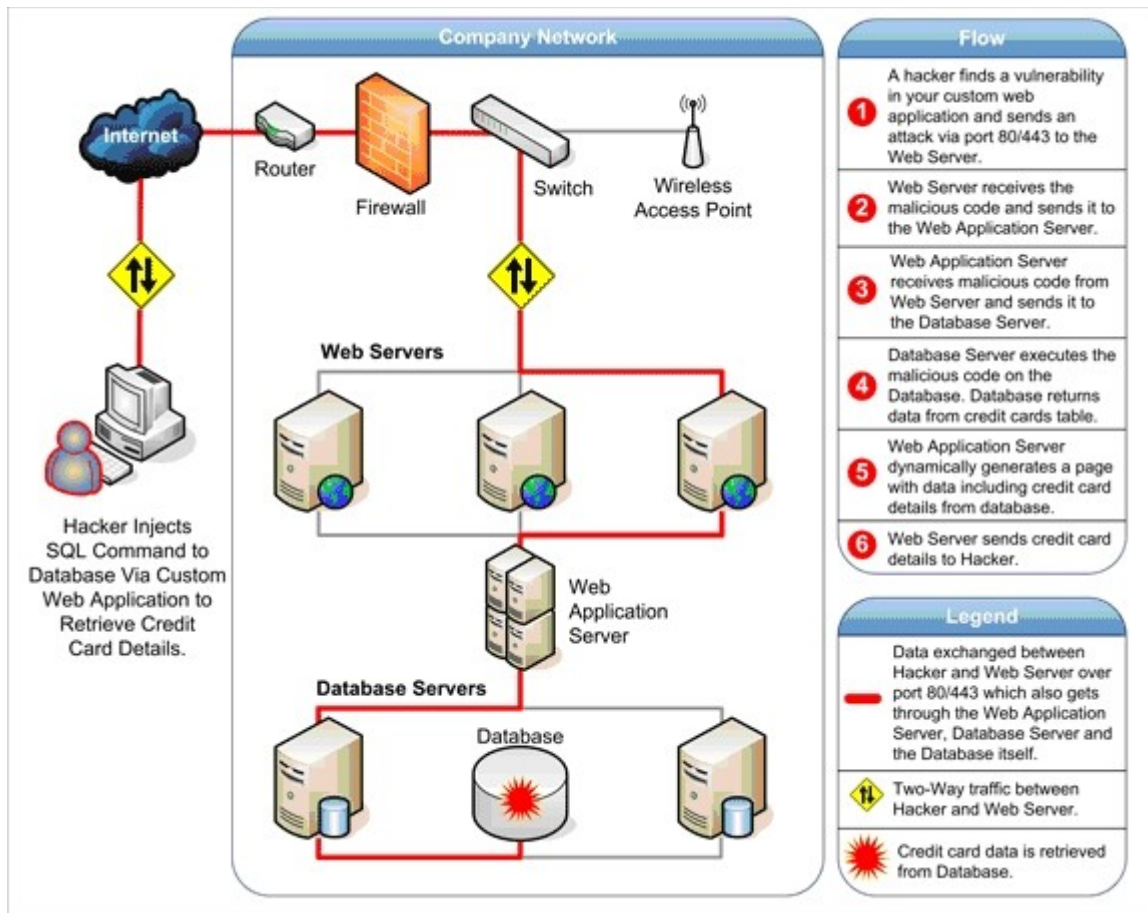 Company Network
Internet
Router
Firewall
Switch
Wireless
Access Point
Web Servers
Hacker Injects
SQL Command to
Database Via Custom
Web Application to
Retrieve Credit
Card Details.
Web
Application
Server
Database Servers
Database
Flow
1
A hacker finds a vulnerability
in your custom web
application and sends an
attack via port 80/443 to the
Web Server.
2
Web Server receives the
malicious code and sends it to
the Web Application Server.
3
Web Application Server
receives malicious code from
Web Server and sends it to
the Database Server.
4
Database Server executes the
malicious code on the
Database. Database returns
data from credit cards table.
5
Web Application Server
dynamically generates a page
with data including credit card
details from database.
6
Web Server sends credit card
details to Hacker.
Legend
Data exchanged between
Hacker and Web Server over
port 80/443 which also gets
through the Web Application
Server, Database Server and
the Database itself.
Two-Way traffic between
Hacker and Web Server.
Credit card data is retrieved
from Database.